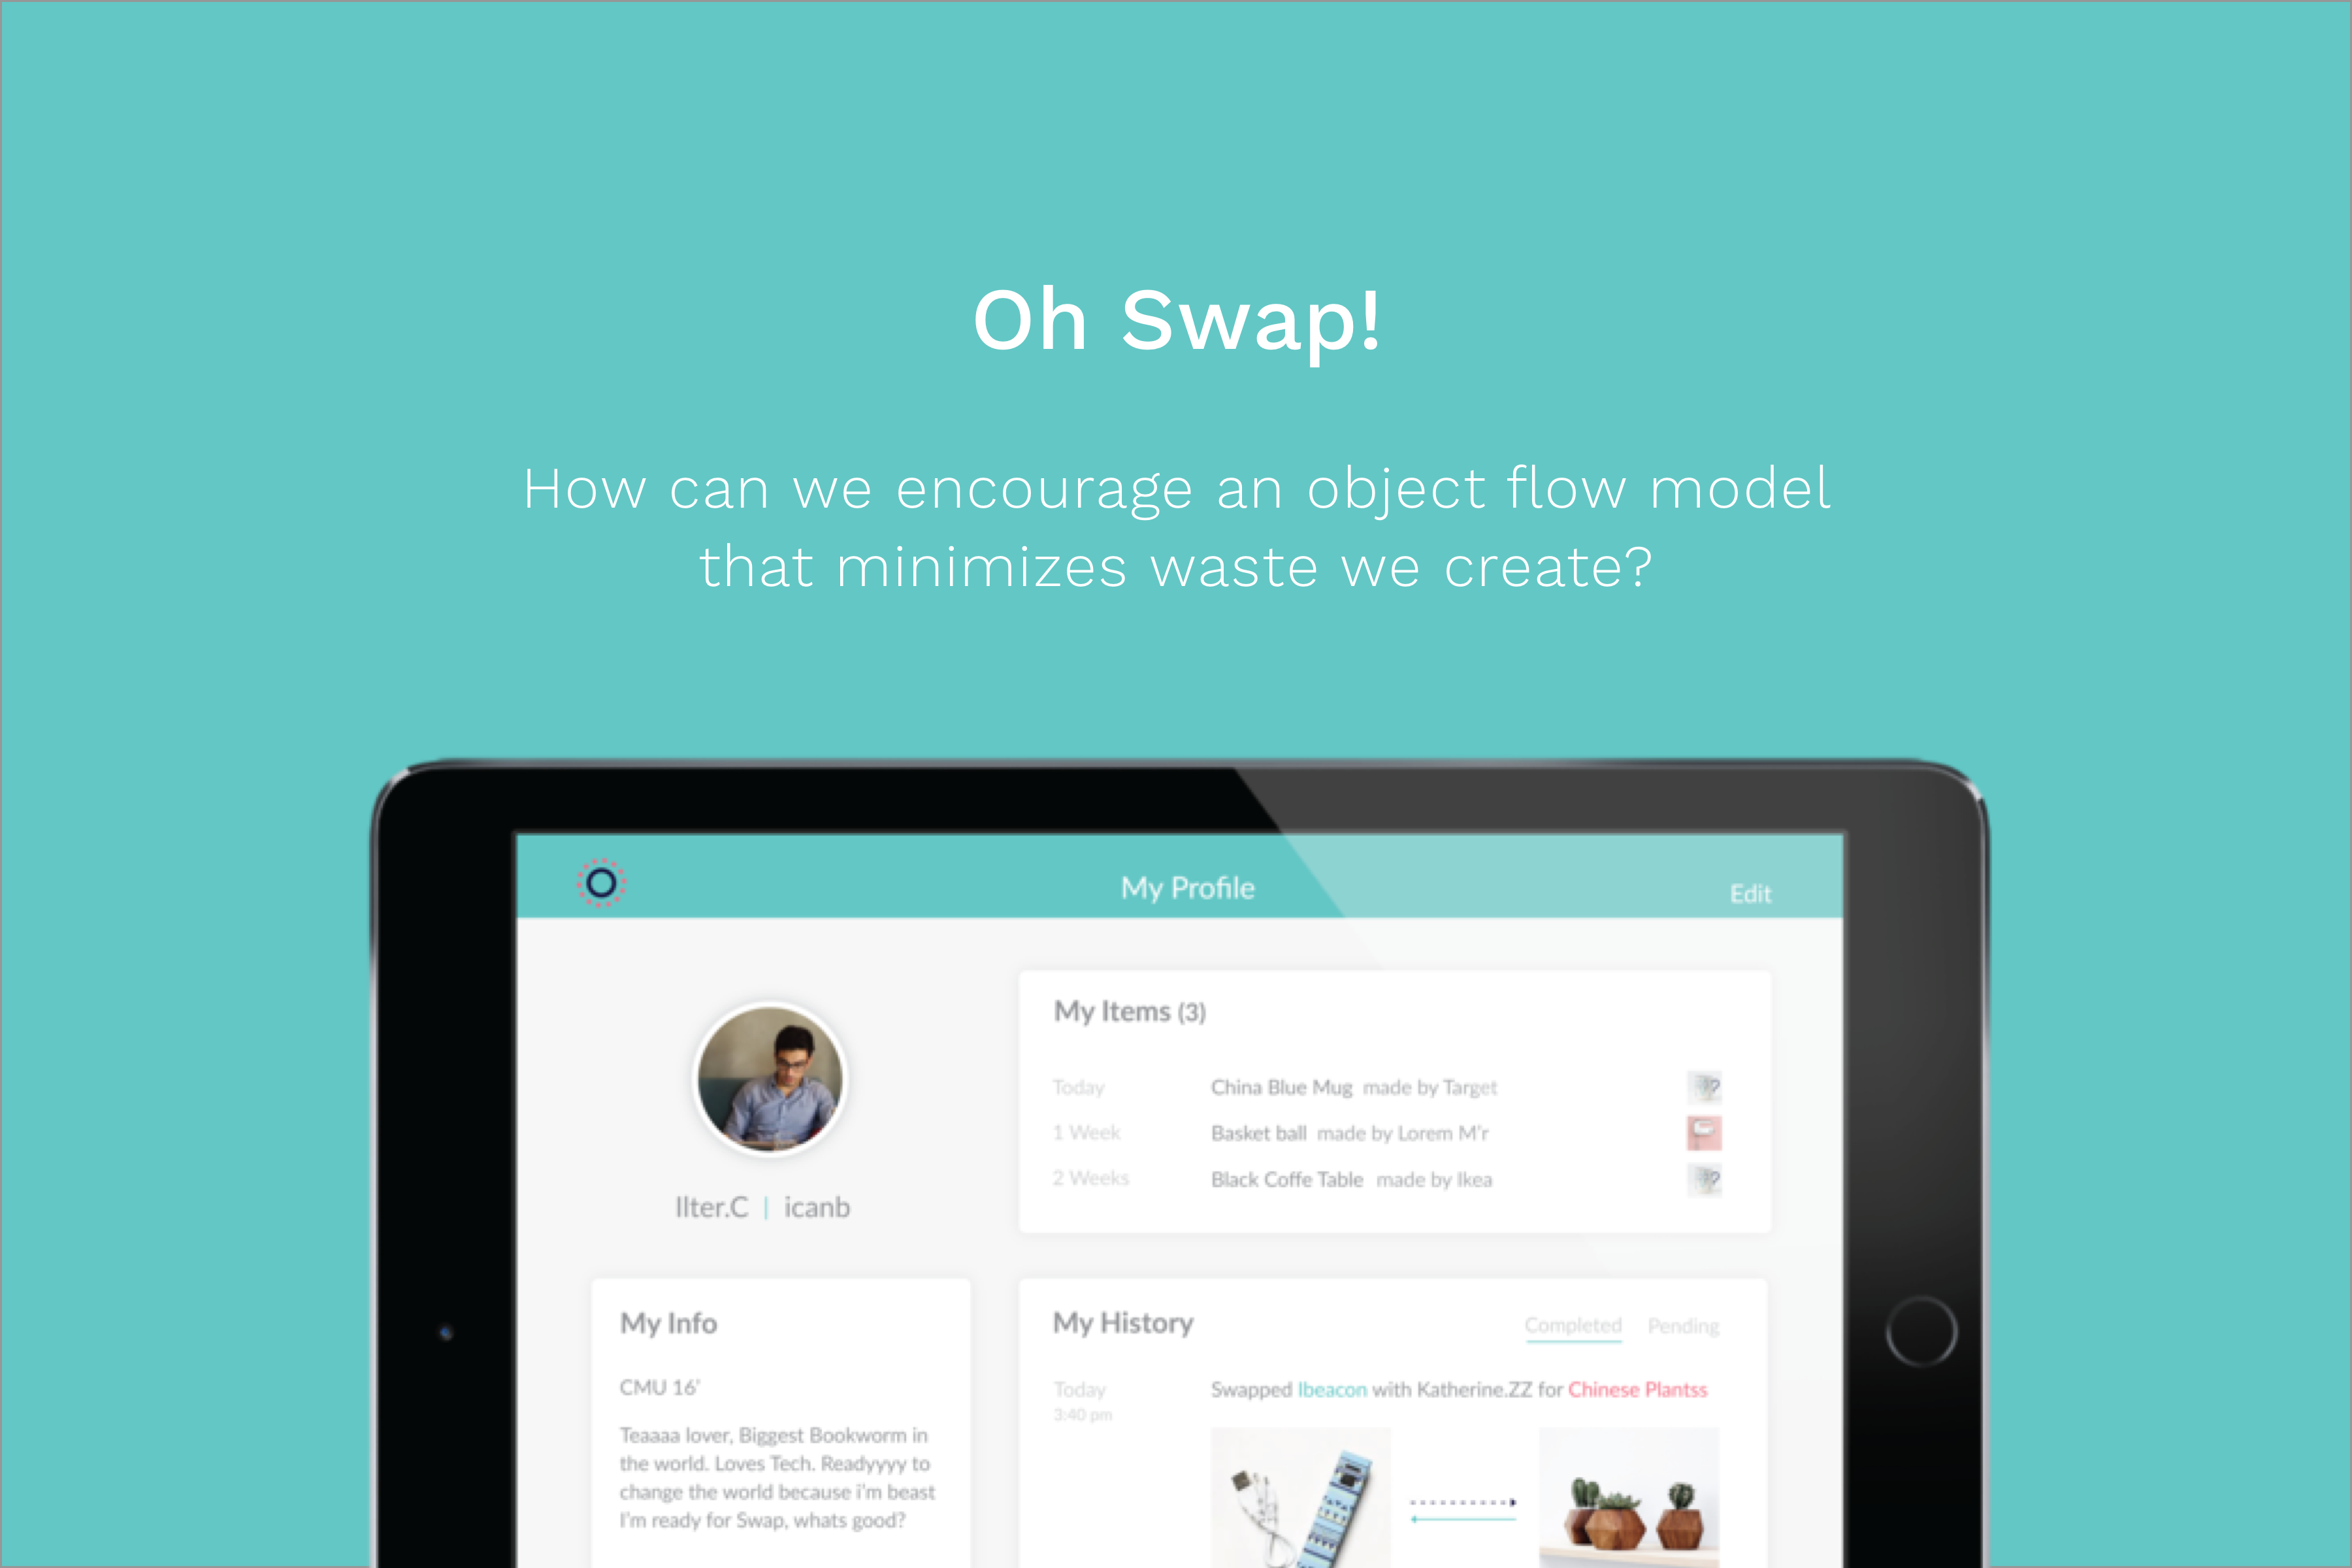 Oh Swap!
How can we encourage an object flow model
that minimizes waste we create?
My Profile
Edit
Ilter.C | icanb
My Items (3)
Today China Blue Mug made by Target
1 Week Basket ball made by Lorem M'r
2 Weeks Black Coffe Table made by Ikea
My Info
CMU 16'
Teaaaa lover, Biggest Bookworm in
the world. Loves Tech. Readyyyy to
change the world because i'm beast
I'm ready for Swap, whats good?
My History
Completed Pending
Today Swapped Ibeacon with Katherine.ZZ for Chinese Plantss
3:40 pm